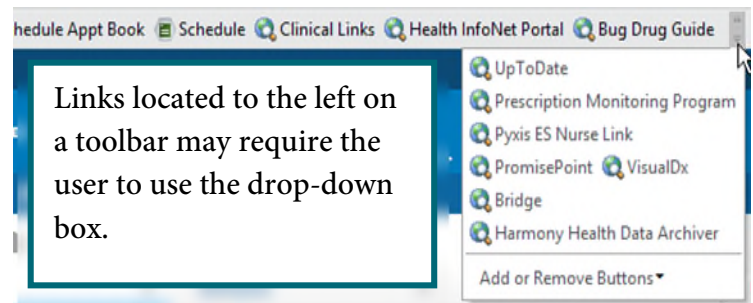 hedule Appt Book Schedule Clinical Links Health InfoNet Portal Bug Drug Guide
Links located to the left on
a toolbar may require the
user to use the drop-down
box.
UpToDate
Prescription Monitoring Program
Pyxis ES Nurse Link
PromisePoint VisualDx
Bridge
Harmony Health Data Archiver
Add or Remove Buttons